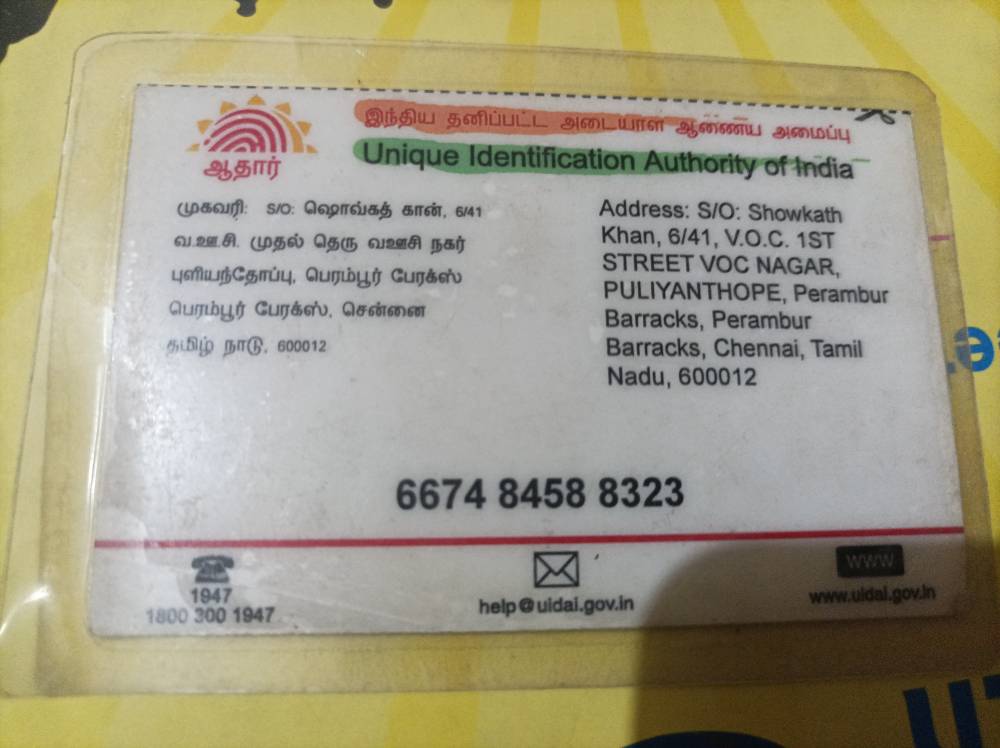 இந்திய தனிப்பட்ட அடையாள ஆணைய அமைப்பு
Unique Identification Authority of India
ஆதார்
முகவரி: S/O: ஷொவ்கத் கான், 6/41
வ.ஊ.சி. முதல் தெரு வஊசி நகர்
புளியந்தோப்பு, பெரம்பூர் பேரக்ஸ்
பெரம்பூர் பேரக்ஸ், சென்னை
தமிழ் நாடு, 600012
Address: S/O: Showkath
Khan, 6/41, V.O.C. 1ST
STREET VOC NAGAR,
PULIYANTHOPE, Perambur
Barracks, Perambur
Barracks, Chennai, Tamil
Nadu, 600012
6674 8458 8323
1947
1800 300 1947
help@uidai.gov.in
WWW
www.uidai.gov.in